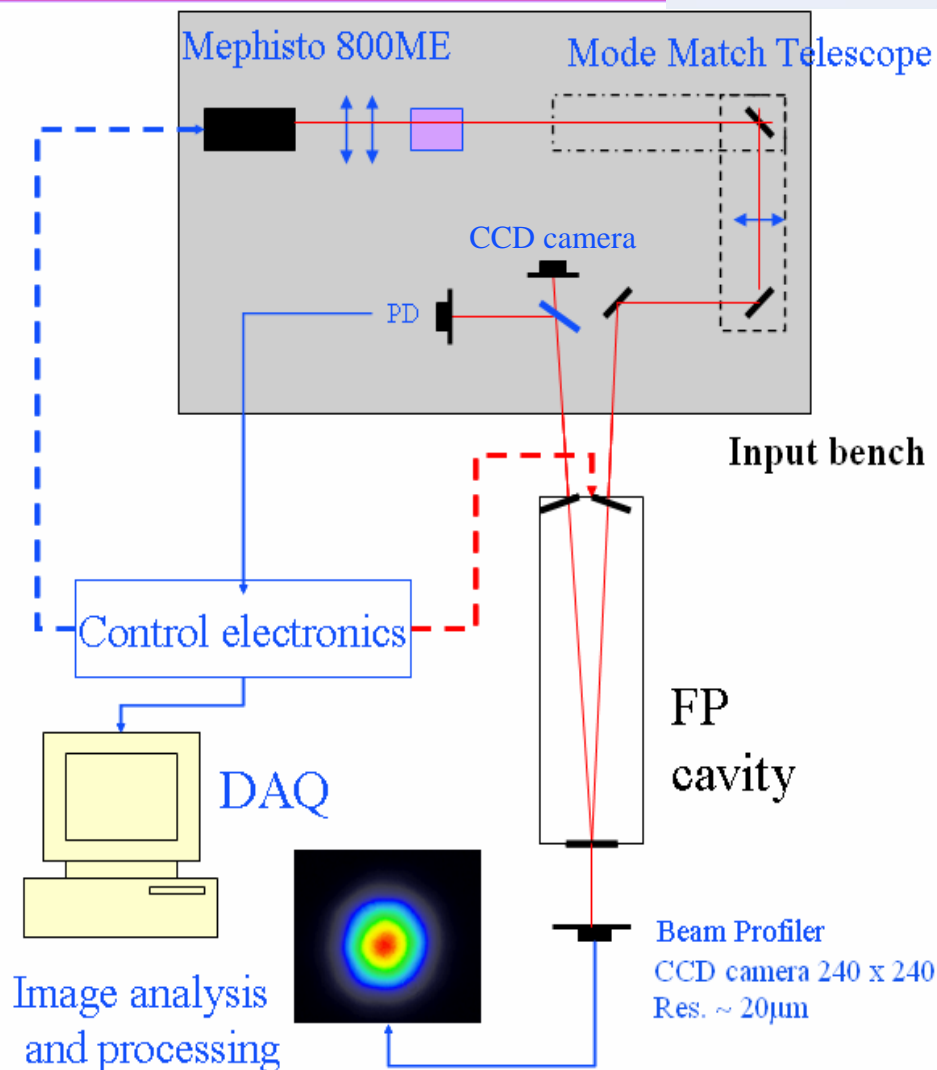 Mephisto 800ME
Mode Match Telescope
CCD camera
PD
Input bench
Control electronics
FP
cavity
DAQ
Beam Profiler
CCD camera 240 x 240
Res. ~ 20µm
Image analysis
and processing